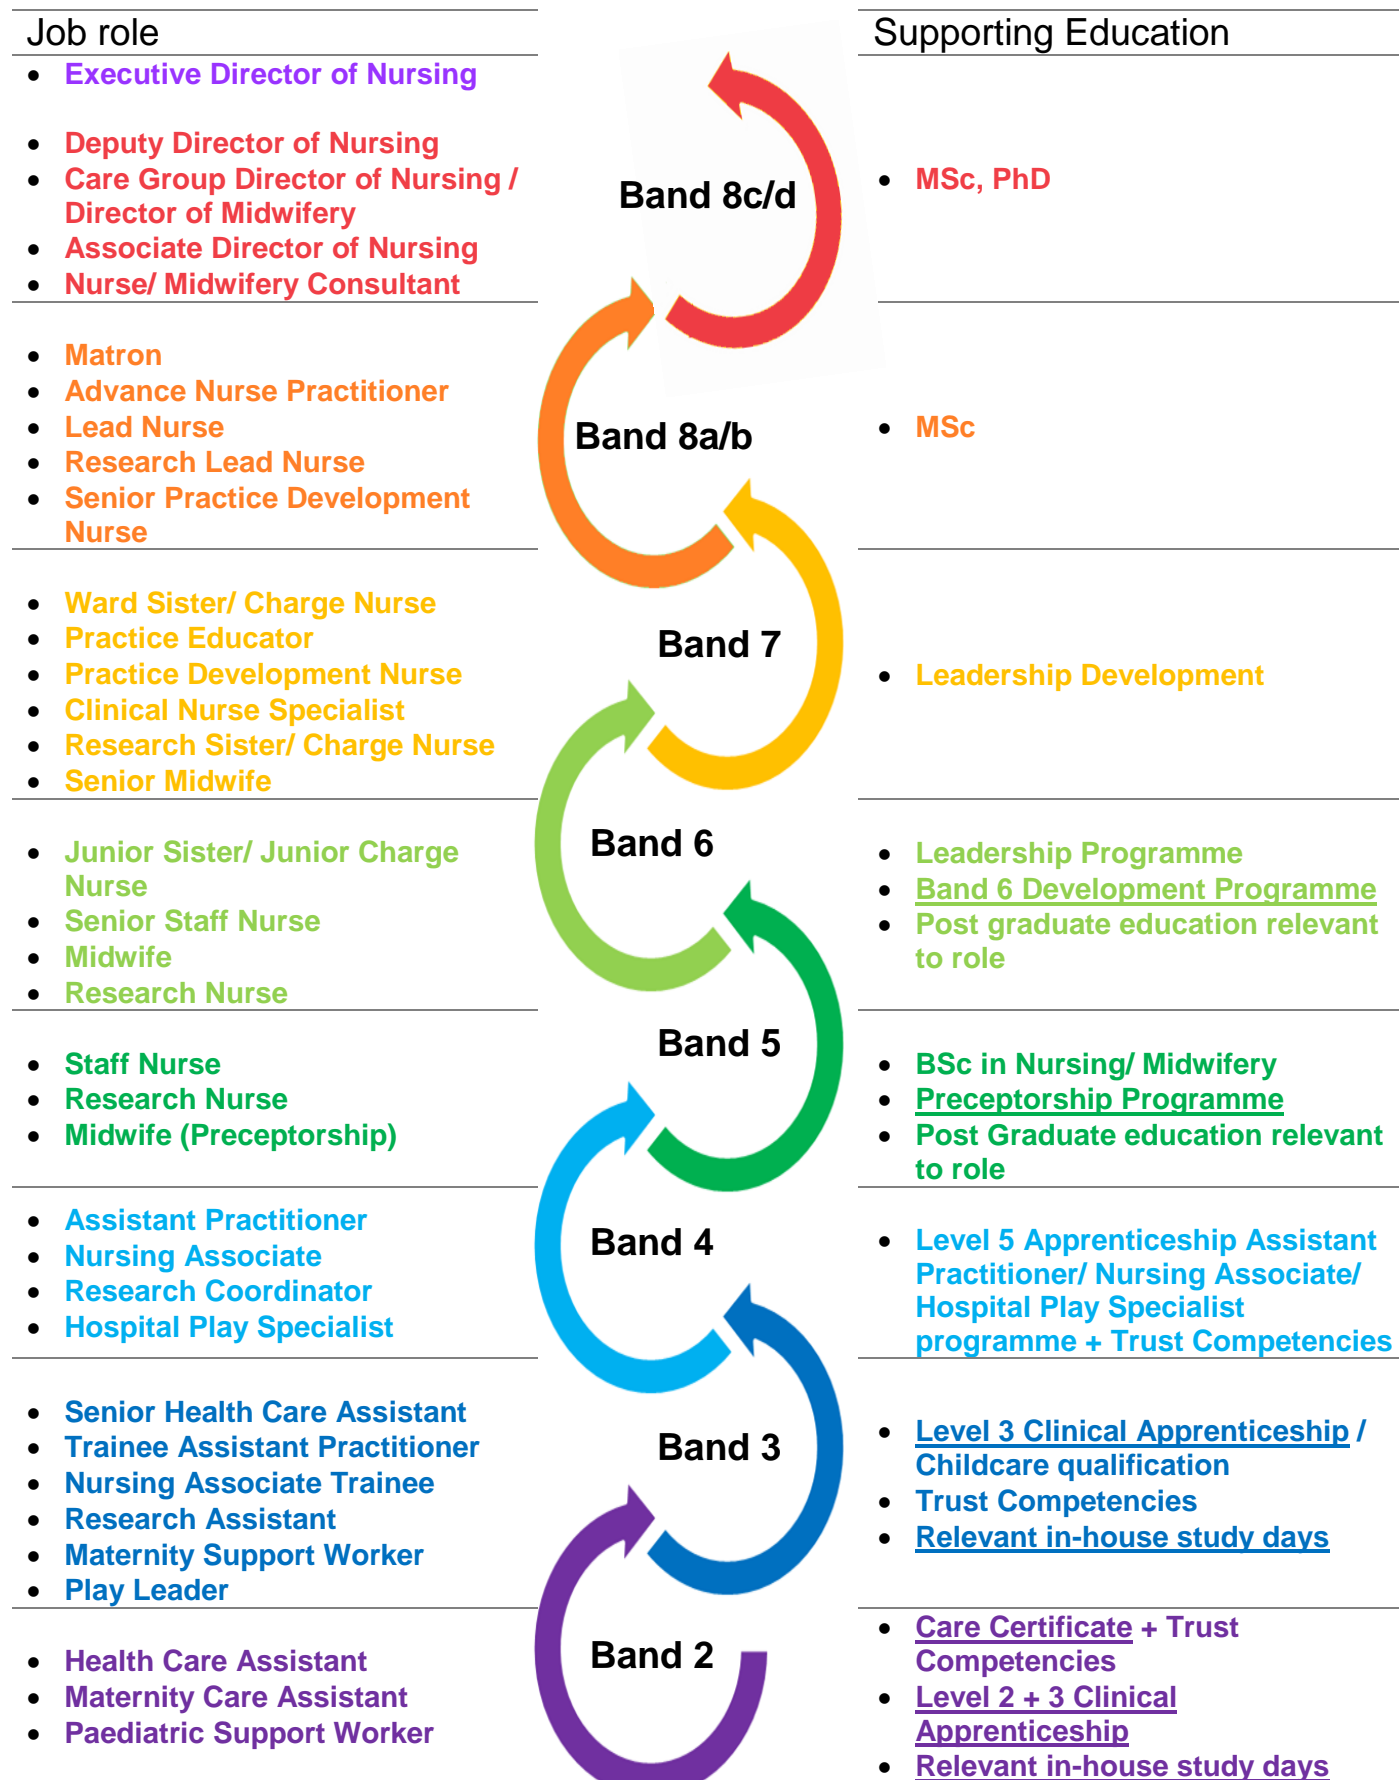 Job role
Supporting Education
• Executive Director of Nursing
• Deputy Director of Nursing
• Care Group Director of Nursing /
Director of Midwifery
• Associate Director of Nursing
• Nurse/ Midwifery Consultant
Band 8c/d
• MSc, PhD
• Matron
• Advance Nurse Practitioner
• Lead Nurse
• Research Lead Nurse
• Senior Practice Development
Nurse
Band 8a/b
• MSc
• Ward Sister/ Charge Nurse
• Practice Educator
• Practice Development Nurse
• Clinical Nurse Specialist
• Research Sister/ Charge Nurse
• Senior Midwife
Band 7
• Leadership Development
• Junior Sister/ Junior Charge
Nurse
• Senior Staff Nurse
• Midwife
• Research Nurse
Band 6
• Leadership Programme
• Band 6 Development Programme
• Post graduate education relevant
to role
• Staff Nurse
• Research Nurse
• Midwife (Preceptorship)
Band 5
• BSc in Nursing/ Midwifery
• Preceptorship Programme
• Post Graduate education relevant
to role
• Assistant Practitioner
• Nursing Associate
• Research Coordinator
• Hospital Play Specialist
Band 4
• Level 5 Apprenticeship Assistant
Practitioner/ Nursing Associate/
Hospital Play Specialist
programme + Trust Competencies
• Senior Health Care Assistant
• Trainee Assistant Practitioner
• Nursing Associate Trainee
• Research Assistant
• Maternity Support Worker
• Play Leader
Band 3
• Level 3 Clinical Apprenticeship /
Childcare qualification
• Trust Competencies
• Relevant in-house study days
• Health Care Assistant
• Maternity Care Assistant
• Paediatric Support Worker
Band 2
• Care Certificate + Trust
Competencies
• Level 2 + 3 Clinical
Apprenticeship
• Relevant in-house study days